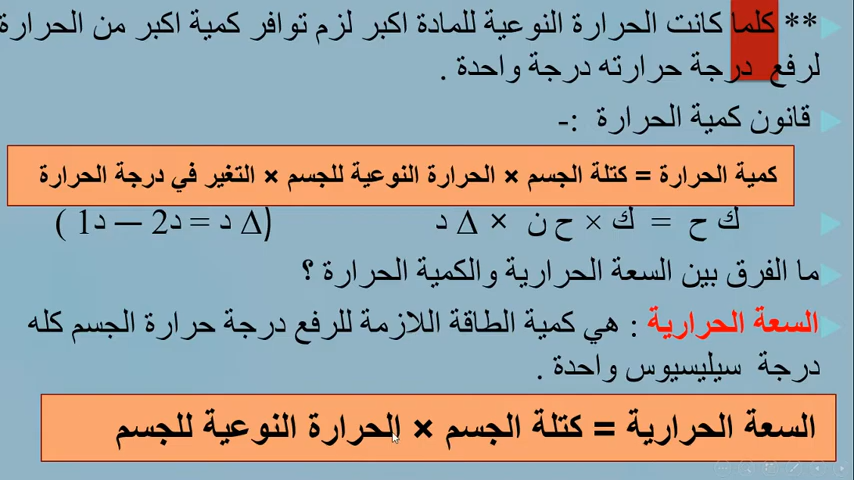 ** كلما كانت الحرارة النوعية للمادة اكبر لزم توافر كمية اكبر من الحرارة
لرفع درجة حرارته درجة واحدة .
قانون كمية الحرارة :-
كمية الحرارة = كتلة الجسم × الحرارة النوعية للجسم × التغير في درجة الحرارة
ك ح = ك × ح ن × Δ د (Δ د = د2 — د1 )
ما الفرق بين السعة الحرارية والكمية الحرارة ؟
السعة الحرارية : هي كمية الطاقة اللازمة للرفع درجة حرارة الجسم كله
درجة سيليسيوس واحدة .
السعة الحرارية = كتلة الجسم × الحرارة النوعية للجسم